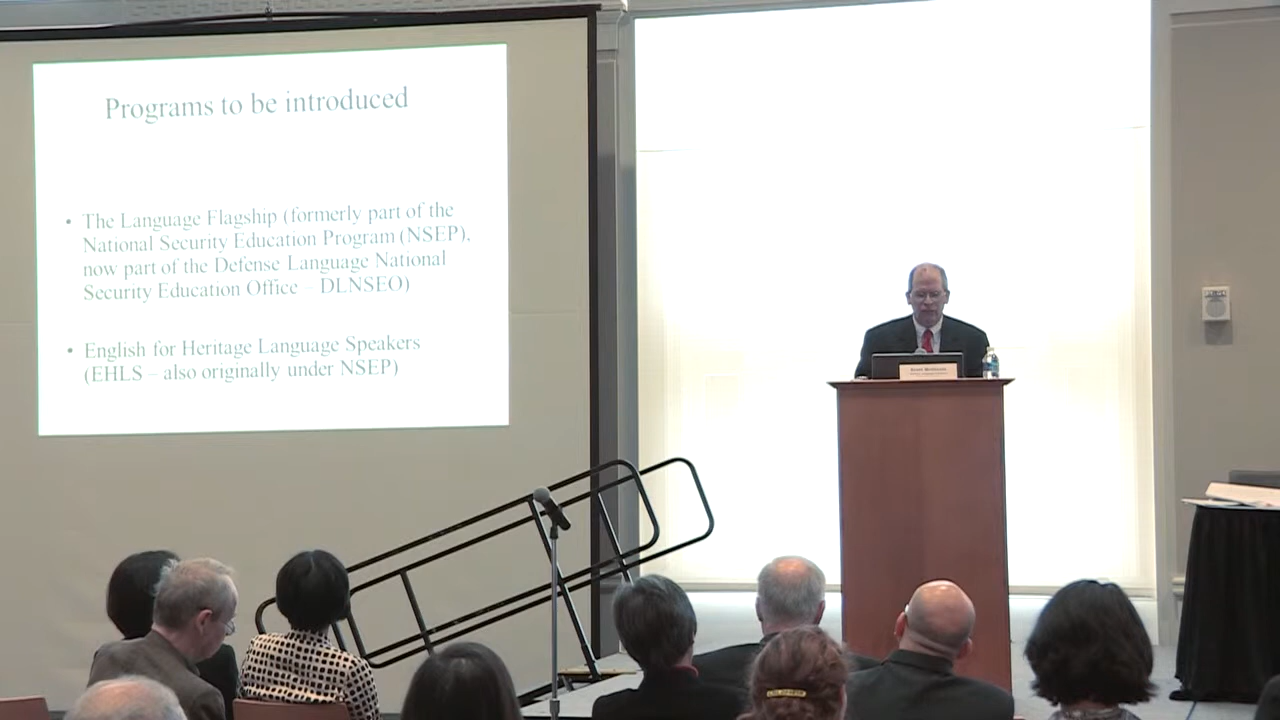 Programs to be introduced
• The Language Flagship (formerly part of the
National Security Education Program (NSEP),
now part of the Defense Language National
Security Education Office – DLNSEO)
• English for Heritage Language Speakers
(EHLS – also originally under NSEP)